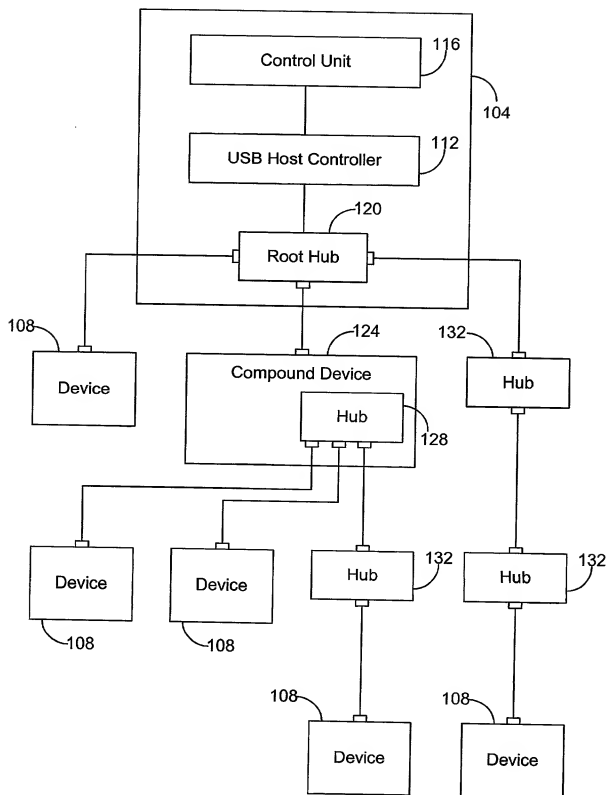 116
Control Unit
104
112
USB Host Controller
120
Root Hub
108
124
132
Device
Compound Device
Hub
Hub
128
Device
Device
Hub
132
Hub
132
108
108
108
108
Device
Device